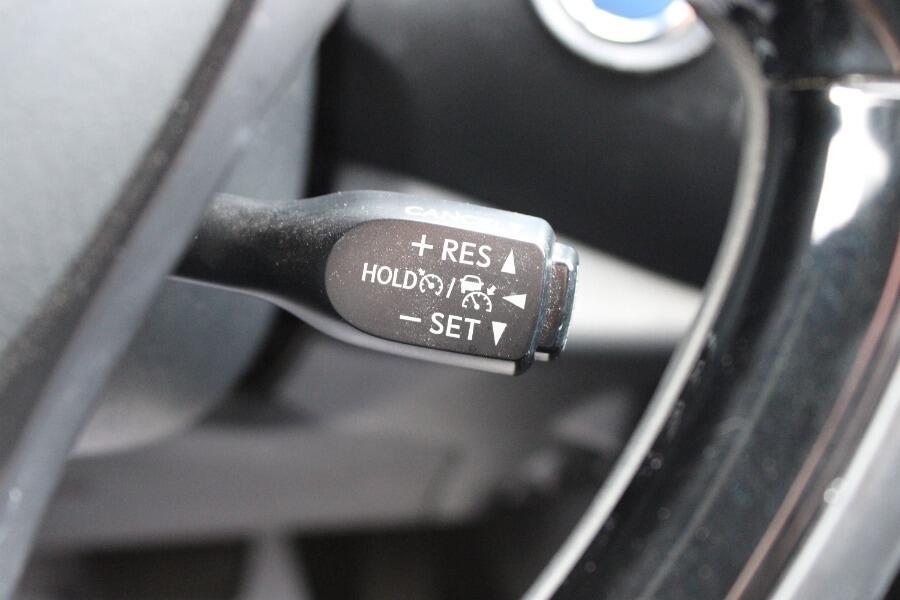 + RES
HOLD /
− SET